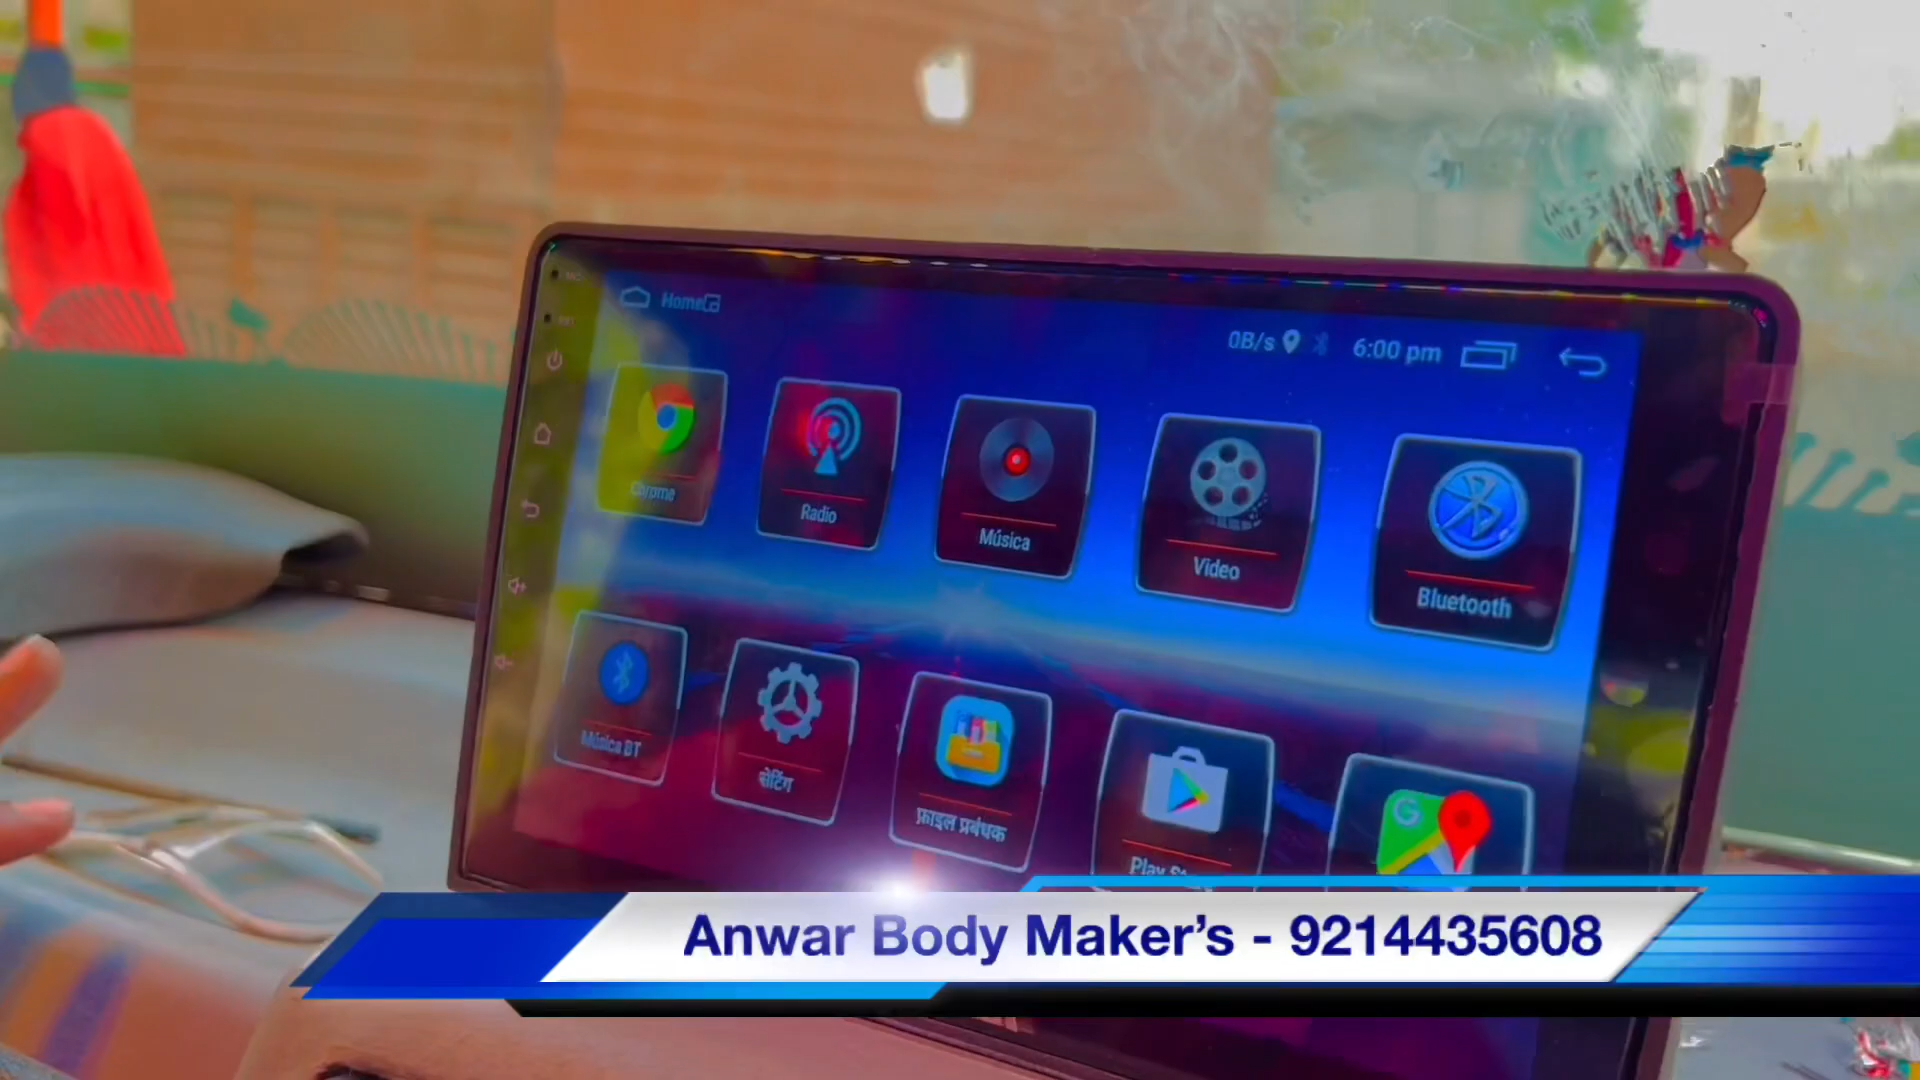 Home
0B/s
6:00 pm
Chrome
Radio
Música
Video
Bluetooth
Música BT
सेटिंग
फ़ाइल प्रबंधक
Play
Anwar Body Maker’s - 9214435608